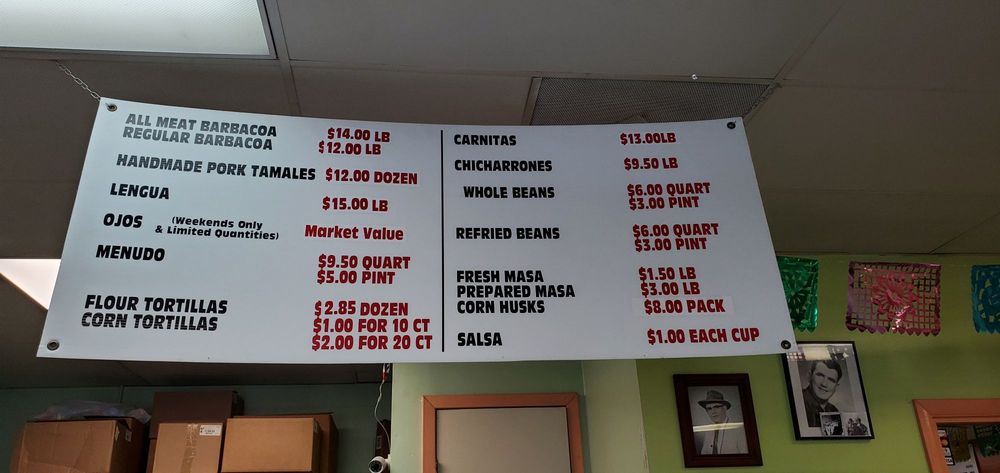 ALL MEAT BARBACOA $14.00 LB
REGULAR BARBACOA $12.00 LB
HANDMADE PORK TAMALES $12.00 DOZEN
LENGUA $15.00 LB
OJOS (Weekends Only & Limited Quantities) Market Value
MENUDO $9.50 QUART
$5.00 PINT
FLOUR TORTILLAS $2.85 DOZEN
CORN TORTILLAS $1.00 FOR 10 CT
$2.00 FOR 20 CT
CARNITAS $13.00LB
CHICHARRONES $9.50 LB
WHOLE BEANS $6.00 QUART
$3.00 PINT
REFRIED BEANS $6.00 QUART
$3.00 PINT
FRESH MASA $1.50 LB
PREPARED MASA $3.00 LB
CORN HUSKS $8.00 PACK
SALSA $1.00 EACH CUP